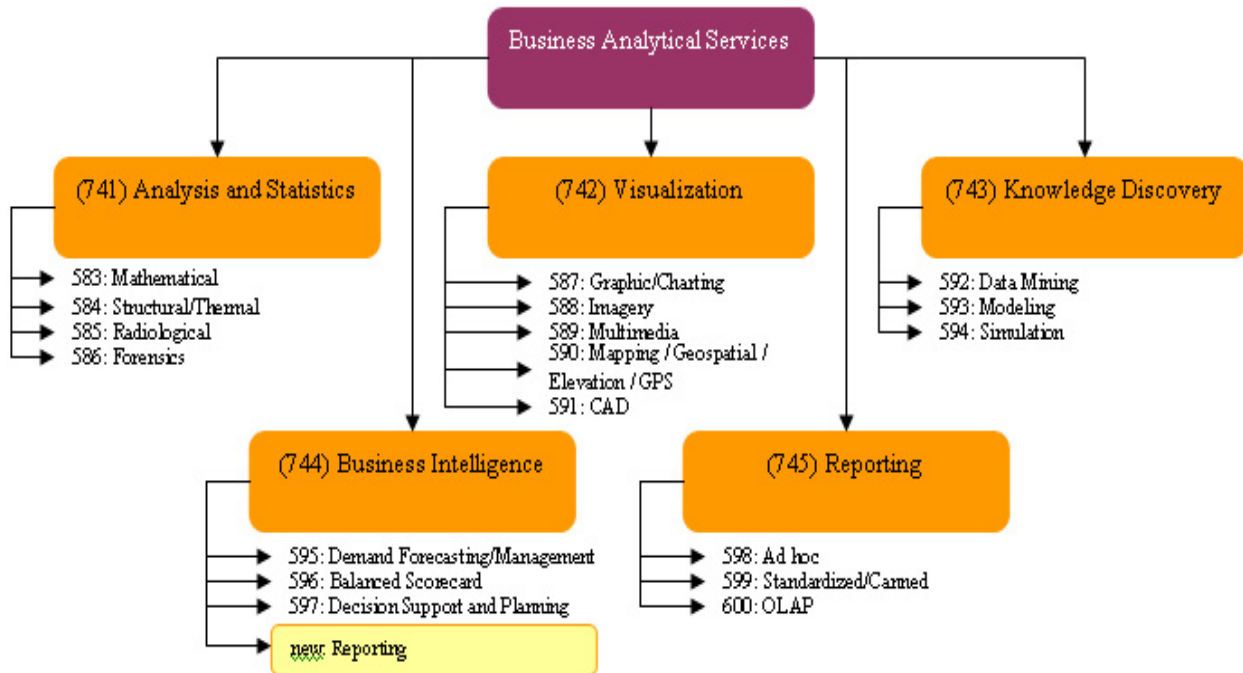 Business Analytical Services
(741) Analysis and Statistics
583: Mathematical
584: Structural/Thermal
585: Radiological
586: Forensics
(742) Visualization
587: Graphic/Charting
588: Imagery
589: Multimedia
590: Mapping / Geospatial /
Elevation / GPS
591: CAD
(743) Knowledge Discovery
592: Data Mining
593: Modeling
594: Simulation
(744) Business Intelligence
595: Demand Forecasting/Management
596: Balanced Scorecard
597: Decision Support and Planning
new: Reporting
(745) Reporting
598: Ad hoc
599: Standardized/Canned
600: OLAP